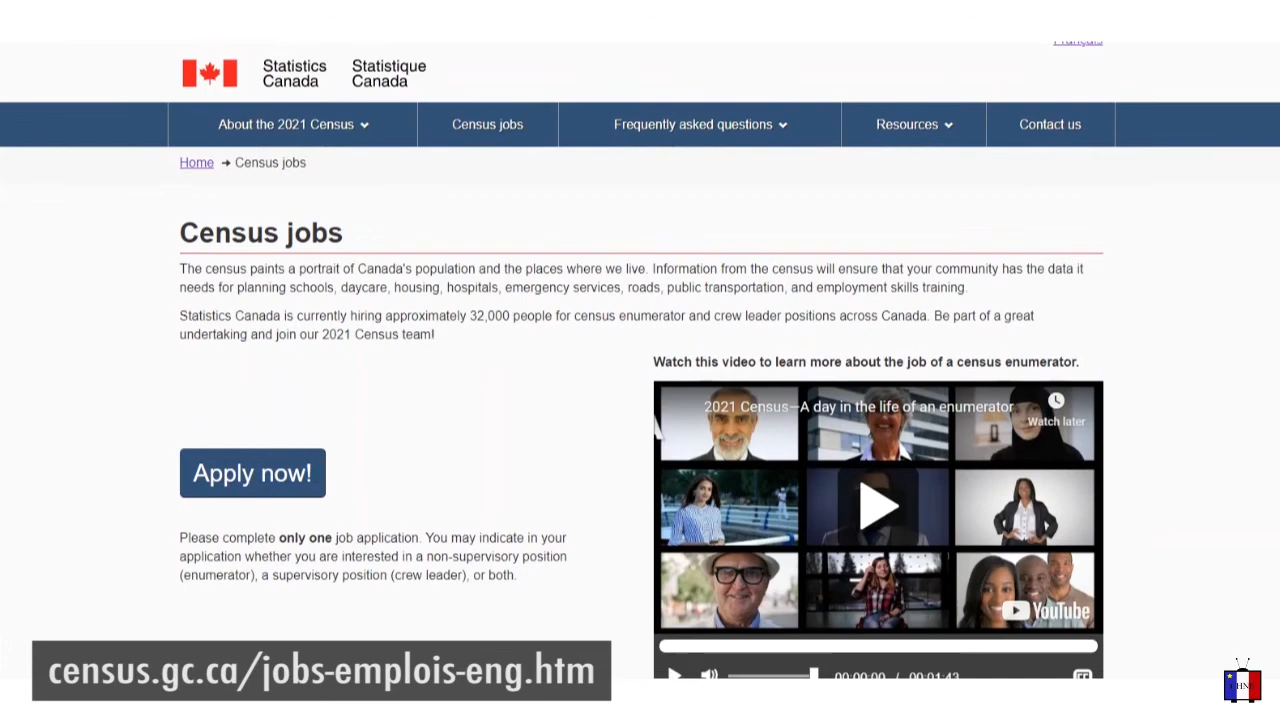 Français
Statistics Canada
Statistique Canada
About the 2021 Census
Census jobs
Frequently asked questions
Resources
Contact us
Home ➔ Census jobs
Census jobs
The census paints a portrait of Canada's population and the places where we live. Information from the census will ensure that your community has the data it
needs for planning schools, daycare, housing, hospitals, emergency services, roads, public transportation, and employment skills training.
Statistics Canada is currently hiring approximately 32,000 people for census enumerator and crew leader positions across Canada. Be part of a great
undertaking and join our 2021 Census team!
Watch this video to learn more about the job of a census enumerator.
2021 Census—A day in the life of an enumerator
Watch later
Apply now!
Please complete only one job application. You may indicate in your
application whether you are interested in a non-supervisory position
(enumerator), a supervisory position (crew leader), or both.
YouTube
00:00:00 / 00:01:43
CC
census.gc.ca/jobs-emplois-eng.htm